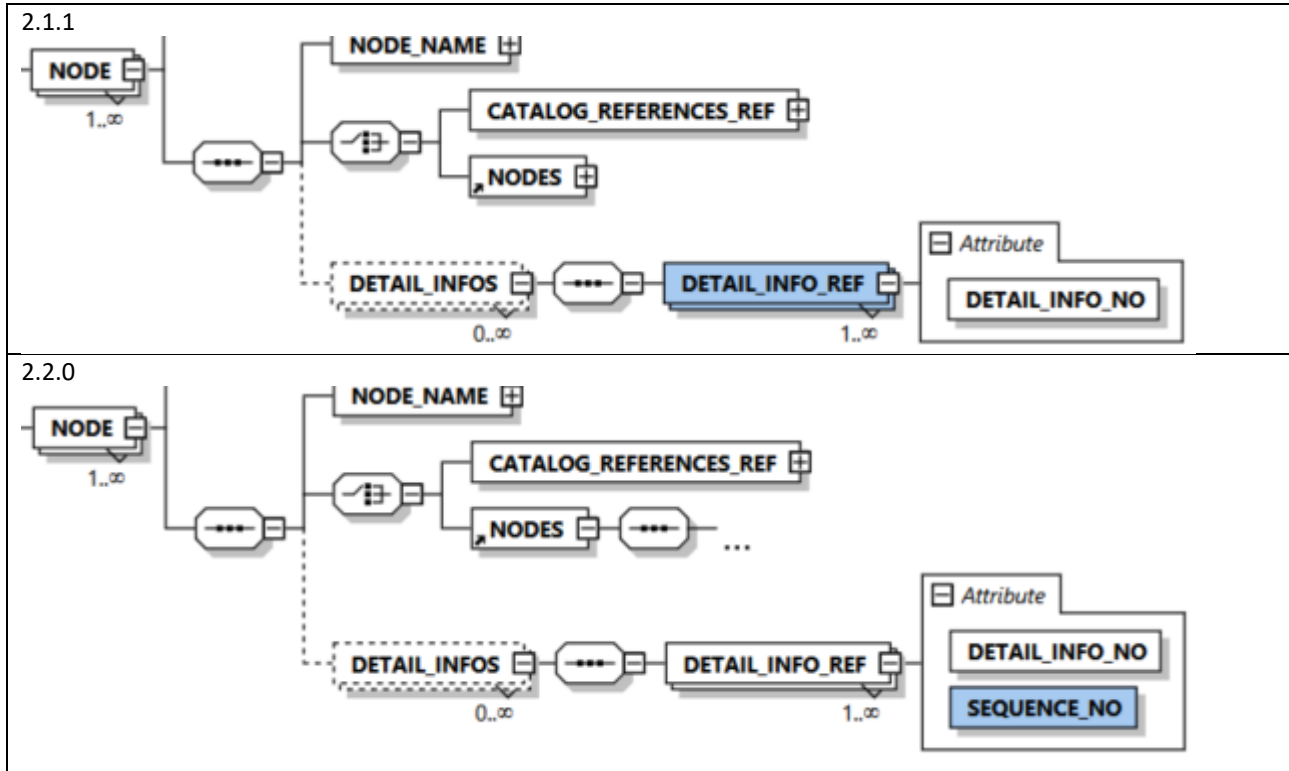 2.1.1
NODE_NAME
NODE
1..∞
CATALOG_REFERENCES_REF
NODES
Attribute
DETAIL_INFOS
DETAIL_INFO_REF
DETAIL_INFO_NO
0..∞
1..∞
2.2.0
NODE_NAME
NODE
1..∞
CATALOG_REFERENCES_REF
NODES
...
Attribute
DETAIL_INFOS
DETAIL_INFO_REF
DETAIL_INFO_NO
SEQUENCE_NO
0..∞
1..∞